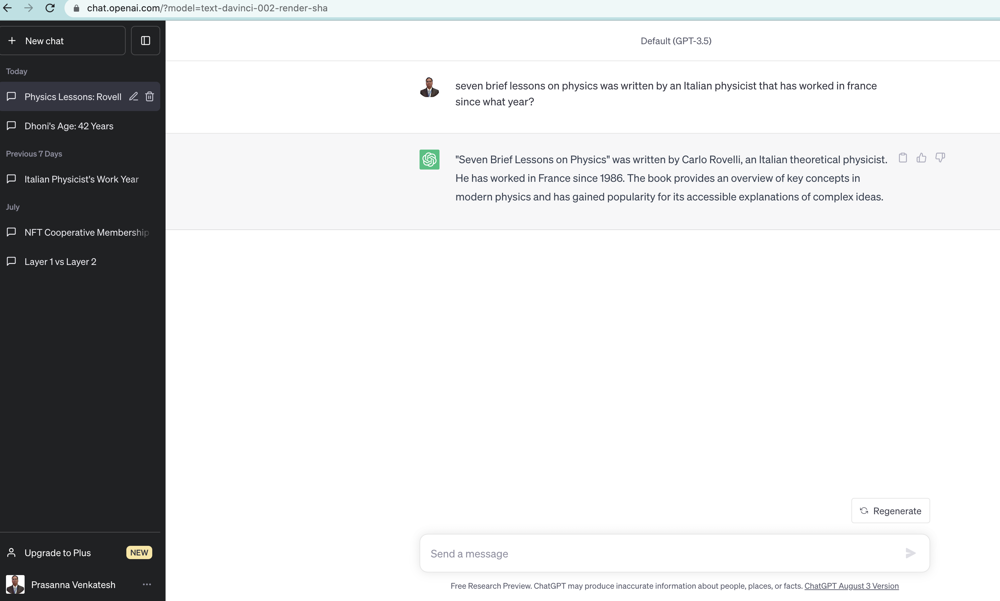 chat.openai.com/?model=text-davinci-002-render-sha
New chat
Today
Physics Lessons: Rovell
Dhoni's Age: 42 Years
Previous 7 Days
Italian Physicist's Work Year
July
NFT Cooperative Membership
Layer 1 vs Layer 2
Upgrade to Plus NEW
Prasanna Venkatesh
Default (GPT-3.5)
seven brief lessons on physics was written by an Italian physicist that has worked in france
since what year?
"Seven Brief Lessons on Physics" was written by Carlo Rovelli, an Italian theoretical physicist.
He has worked in France since 1986. The book provides an overview of key concepts in
modern physics and has gained popularity for its accessible explanations of complex ideas.
Regenerate
Send a message
Free Research Preview. ChatGPT may produce inaccurate information about people, places, or facts. ChatGPT August 3 Version